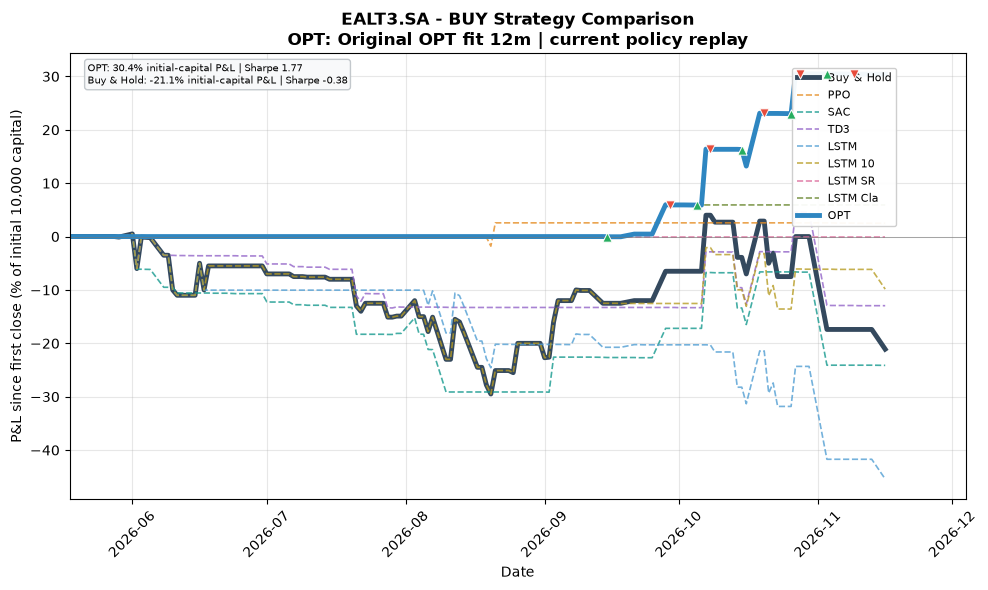 EALT3.SA - BUY Strategy Comparison
OPT: Original OPT fit 12m | current policy replay
OPT: 30.4% initial-capital P&L | Sharpe 1.77
Buy & Hold: -21.1% initial-capital P&L | Sharpe -0.38
Buy & Hold
PPO
SAC
TD3
LSTM
LSTM 10
LSTM SR
LSTM Cla
OPT
P&L since first close (% of initial 10,000 capital)
30
20
10
0
−10
−20
−30
−40
2026-06
2026-07
2026-08
2026-09
2026-10
2026-11
2026-12
Date